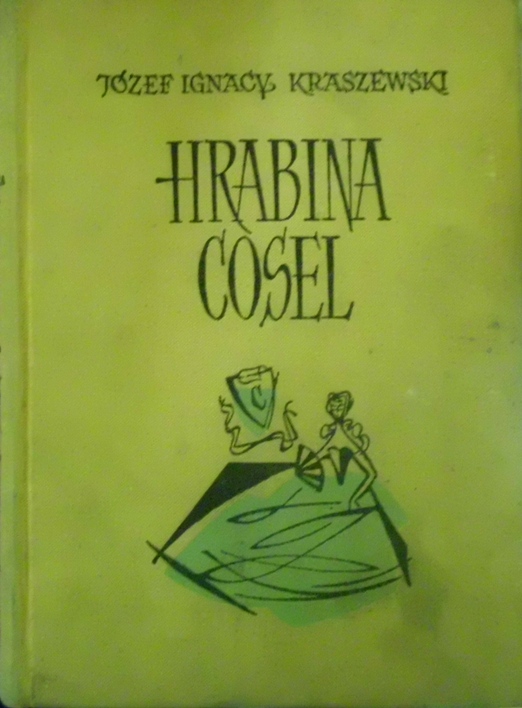 JÓZEF IGNACY KRASZEWSKI
HRABINA
COSEL
C